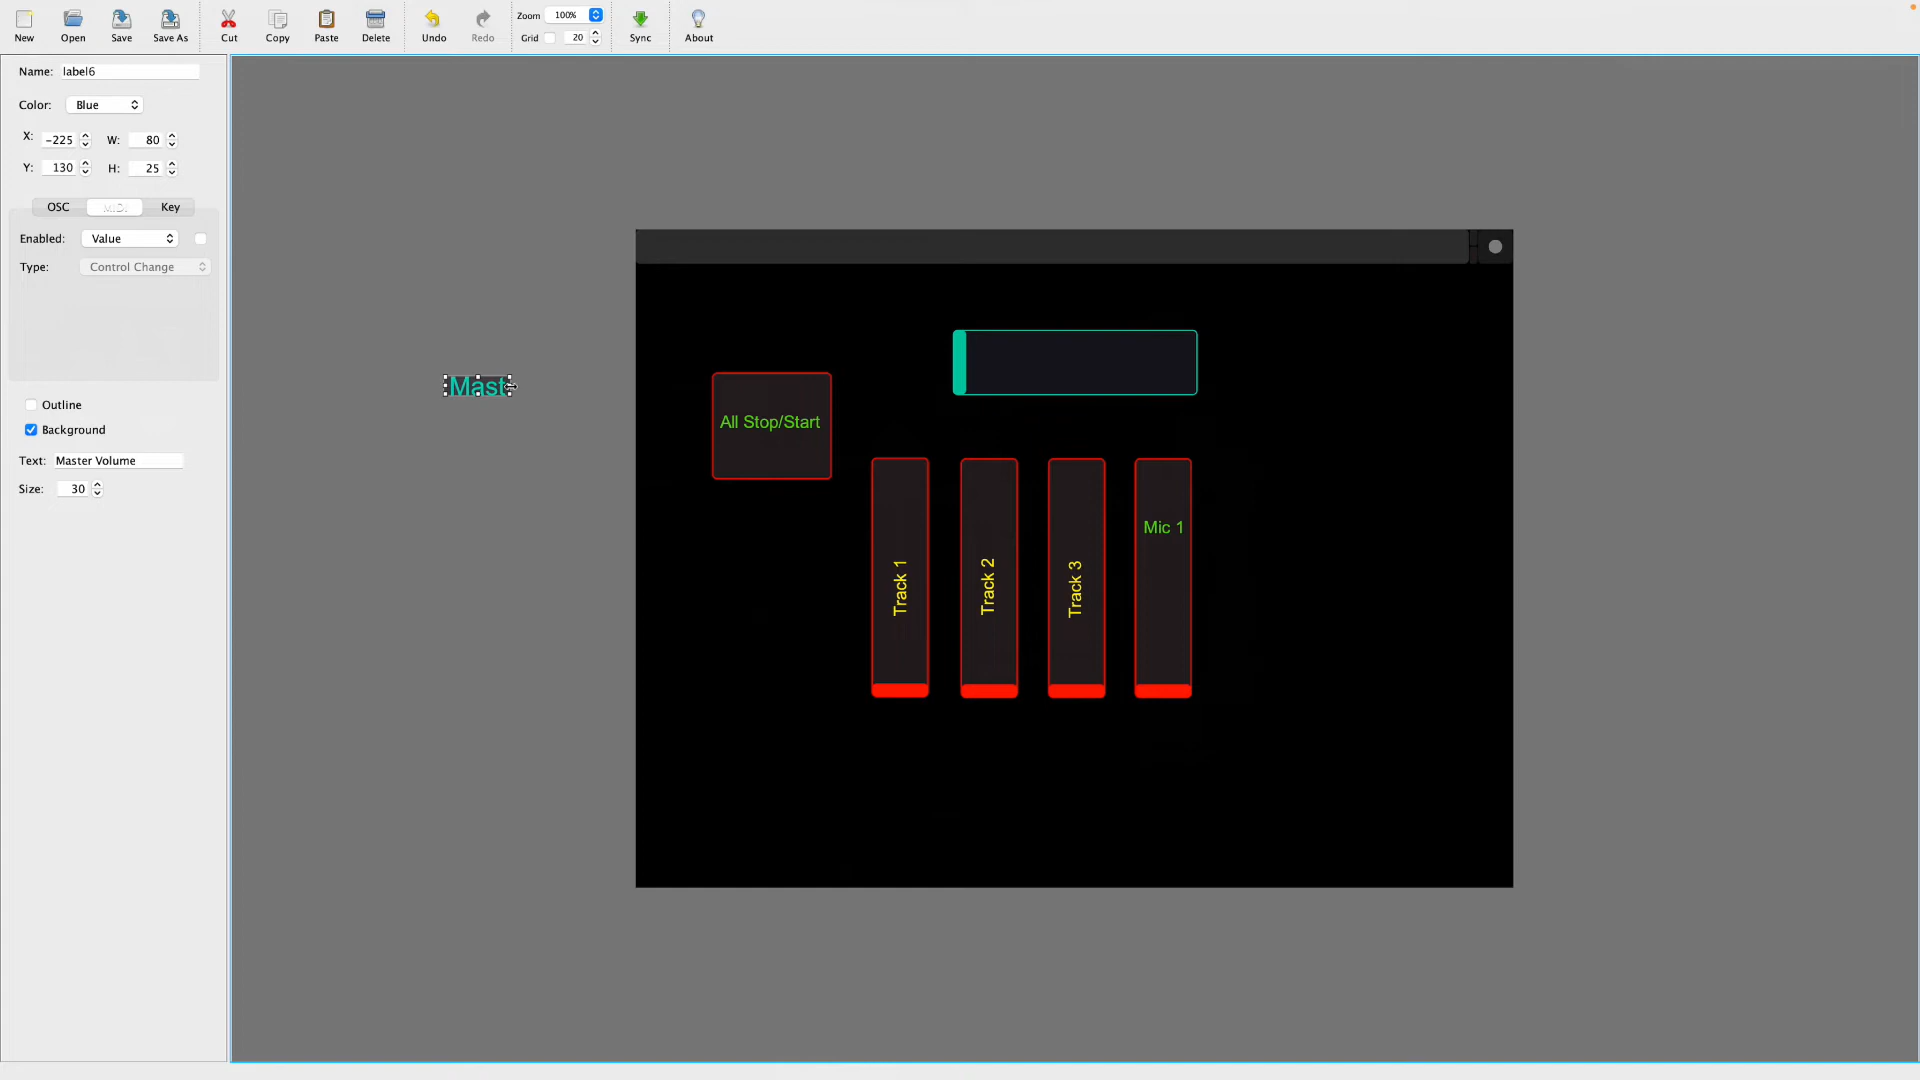 New Open Save Save As Cut Copy Paste Delete Undo Redo Zoom 100% Grid 20 Sync About
Name: label6
Color: Blue
X: -225 W: 80
Y: 130 H: 25
OSC MIDI Key
Enabled: Value
Type: Control Change
Outline
Background
Text: Master Volume
Size: 30
Mast
All Stop/Start
Mic 1
Track 1
Track 2
Track 3